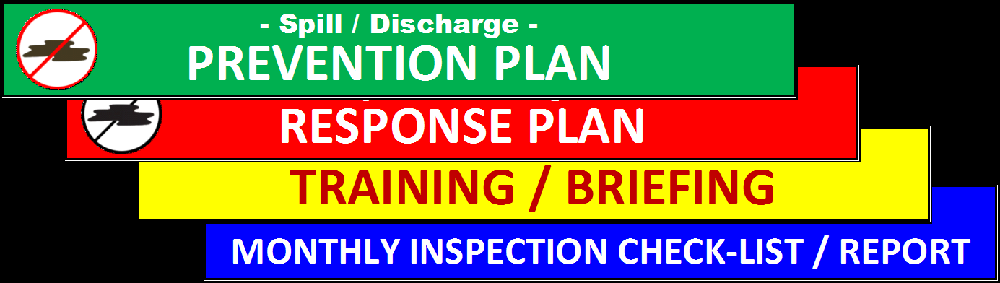 - Spill / Discharge -
PREVENTION PLAN
RESPONSE PLAN
TRAINING / BRIEFING
MONTHLY INSPECTION CHECK-LIST / REPORT